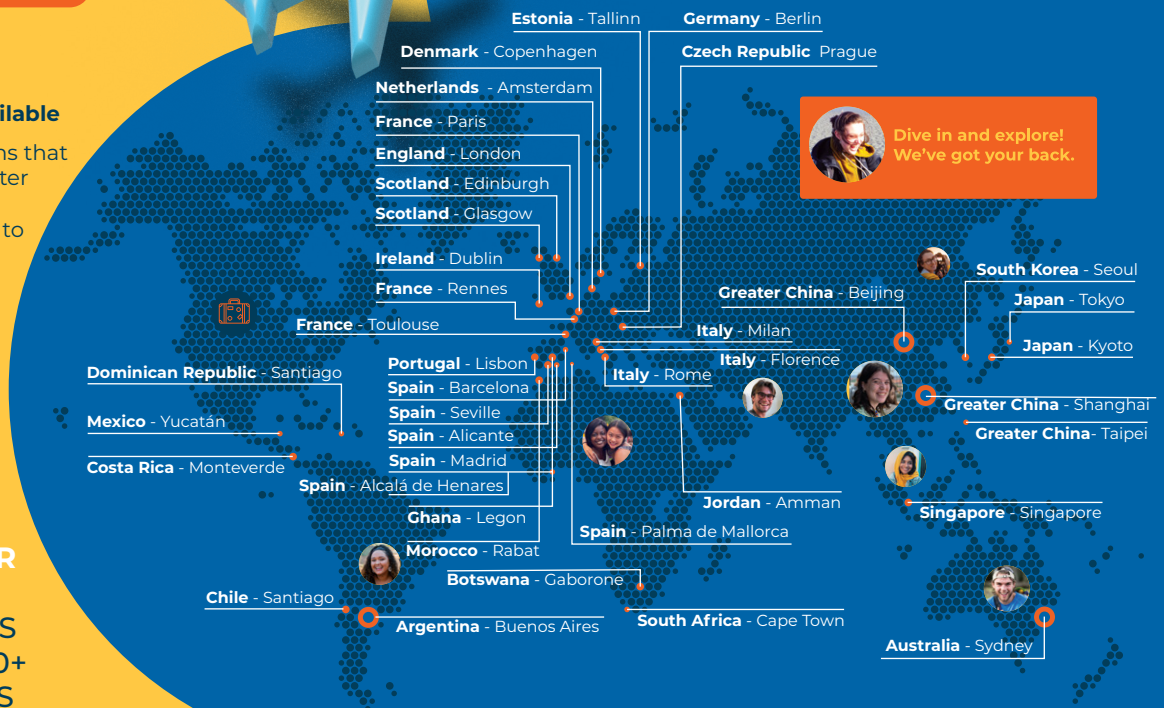 ilable
ns that
ter
to
R
S
0+
S
Estonia - Tallinn
Germany - Berlin
Denmark - Copenhagen
Czech Republic Prague
Netherlands - Amsterdam
France - Paris
England - London
Scotland - Edinburgh
Scotland - Glasgow
Ireland - Dublin
France - Rennes
France - Toulouse
Dive in and explore!
We've got your back.
South Korea - Seoul
Greater China - Beijing
Japan - Tokyo
Italy - Milan
Japan - Kyoto
Italy - Florence
Italy - Rome
Portugal - Lisbon
Dominican Republic - Santiago
Spain - Barcelona
Greater China - Shanghai
Spain - Seville
Mexico - Yucatán
Greater China- Taipei
Spain - Alicante
Spain - Madrid
Costa Rica - Monteverde
Spain - Alcalá de Henares
Jordan - Amman
Singapore - Singapore
Ghana - Legon
Spain - Palma de Mallorca
Morocco - Rabat
Botswana - Gaborone
Chile - Santiago
Argentina - Buenos Aires
South Africa - Cape Town
Australia - Sydney